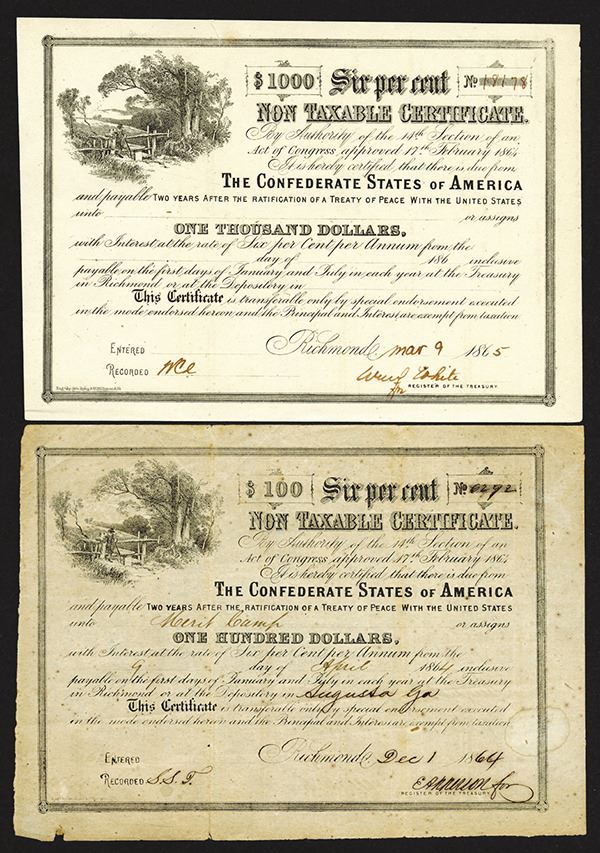 $ 1000 Six per cent No 18178
NON TAXABLE CERTIFICATE.
By Authority of the 14th Section of an
Act of Congress approved 17th February 1864
It is hereby certified, that there is due from
THE CONFEDERATE STATES OF AMERICA
and payable TWO YEARS AFTER THE RATIFICATION OF A TREATY OF PEACE WITH THE UNITED STATES
unto or assigns
ONE THOUSAND DOLLARS,
with Interest at the rate of Six per Cent per Annum from the
day of 186 inclusive
payable on the first days of January and July in each year at the Treasury
in Richmond or at the Depository in
This Certificate is transferable only by special endorsement executed
in the mode endorsed hereon and the Principal and Interest are exempt from taxation
Richmond, Mar 9 1865
ENTERED
RECORDED WCL
REGISTER OF THE TREASURY
$ 100 Six per cent No 6292
NON TAXABLE CERTIFICATE.
By Authority of the 14th Section of an
Act of Congress approved 17th February 1864
It is hereby certified, that there is due from
THE CONFEDERATE STATES OF AMERICA
and payable TWO YEARS AFTER THE RATIFICATION OF A TREATY OF PEACE WITH THE UNITED STATES
unto Merit Camp or assigns
ONE HUNDRED DOLLARS,
with Interest at the rate of Six per Cent per Annum from the
9 day of April 1864 inclusive
payable on the first days of January and July in each year at the Treasury
in Richmond or at the Depository in Augusta Ga
This Certificate is transferable only by special endorsement executed
in the mode endorsed hereon and the Principal and Interest are exempt from taxation
Richmond, Dec 1 1864
ENTERED
RECORDED S.S.F.
for
REGISTER OF THE TREASURY